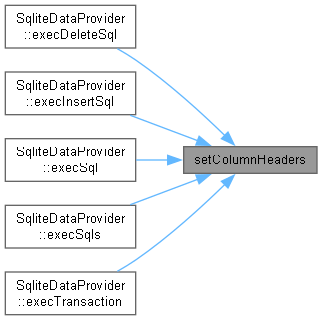 SqliteDataProvider
::execDeleteSql
SqliteDataProvider
::execInsertSql
setColumnHeaders
SqliteDataProvider
::execSql
SqliteDataProvider
::execSqls
SqliteDataProvider
::execTransaction